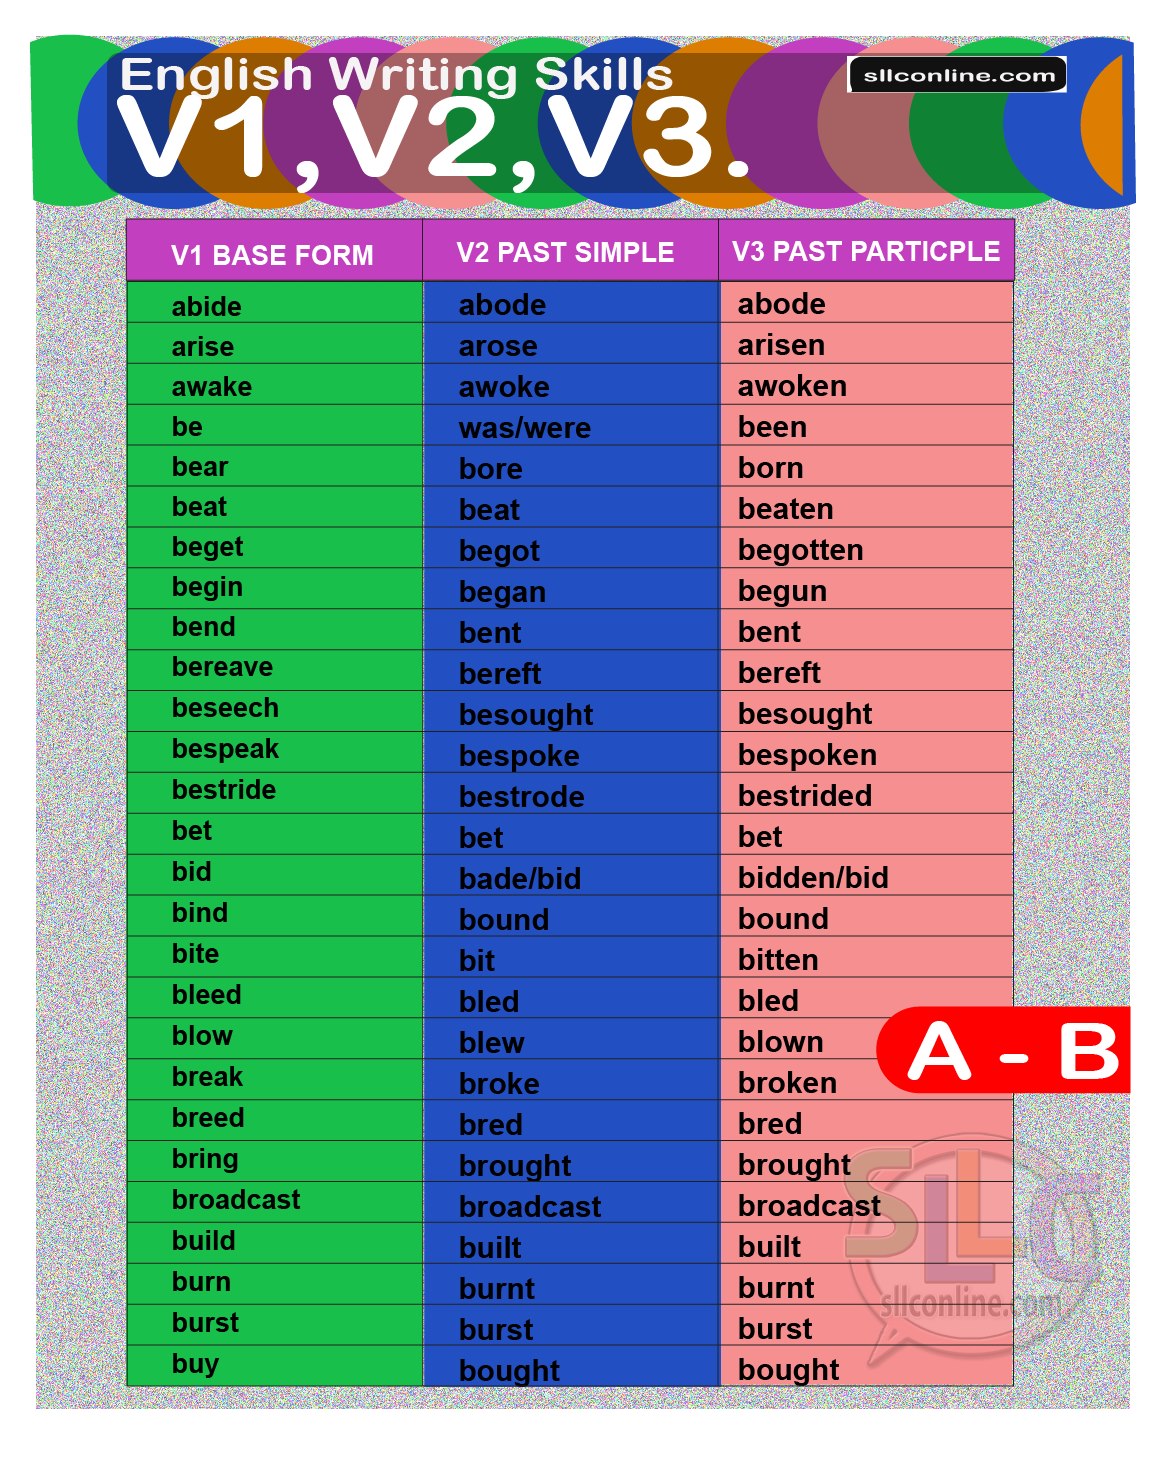 English Writing Skills
sllconline.com
V1,V2,V3.
V1 BASE FORM V2 PAST SIMPLE V3 PAST PARTICPLE
abide abode abode
arise arose arisen
awake awoke awoken
be was/were been
bear bore born
beat beat beaten
beget begot begotten
begin began begun
bend bent bent
bereave bereft bereft
beseech besought besought
bespeak bespoke bespoken
bestride bestrode bestrided
bet bet bet
bid bade/bid bidden/bid
bind bound bound
bite bit bitten
bleed bled bled
blow blew blown
A - B
break broke broken
breed bred bred
bring brought brought
broadcast broadcast broadcast
build built built
burn burnt burnt
burst burst burst
buy bought bought
SLLC
sllconline.com